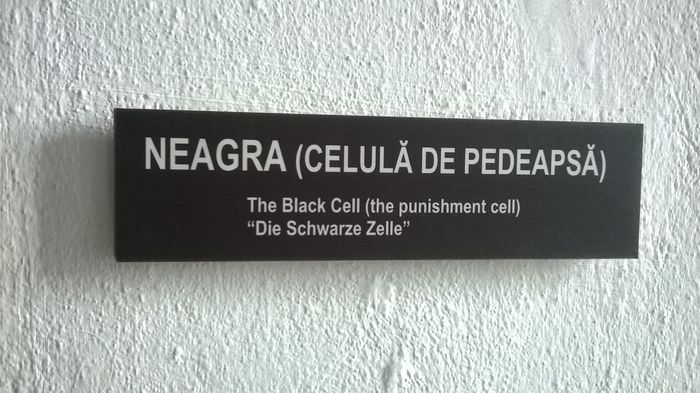 NEAGRA (CELULĂ DE PEDEAPSĂ)
The Black Cell (the punishment cell)
“Die Schwarze Zelle”